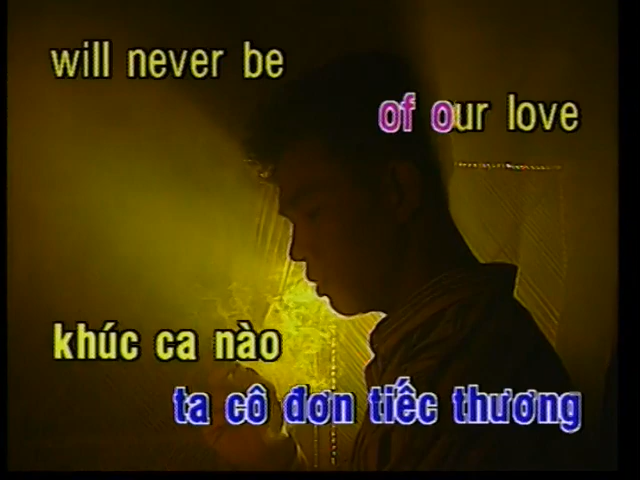 will never be
of our love
khúc ca nào
ta cô đơn tiếc thương